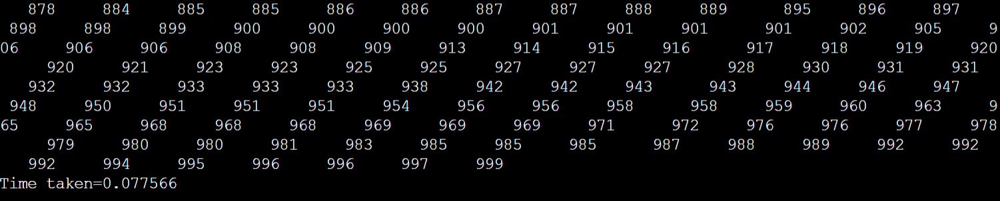 878 884 885 885 886 886 887 887 888 889 895 896 897
898 898 899 900 900 900 900 901 901 901 901 902 905 9
06 906 906 908 908 909 913 914 915 916 917 918 919 920
920 921 923 923 925 925 927 927 927 928 930 931 931
932 932 933 933 933 938 942 942 943 943 944 946 947
948 950 951 951 951 954 956 956 958 958 959 960 963 9
65 965 968 968 968 969 969 969 971 972 976 976 977 978
979 980 980 981 983 985 985 985 987 988 989 992 992
992 994 995 996 996 997 999
Time taken=0.077566